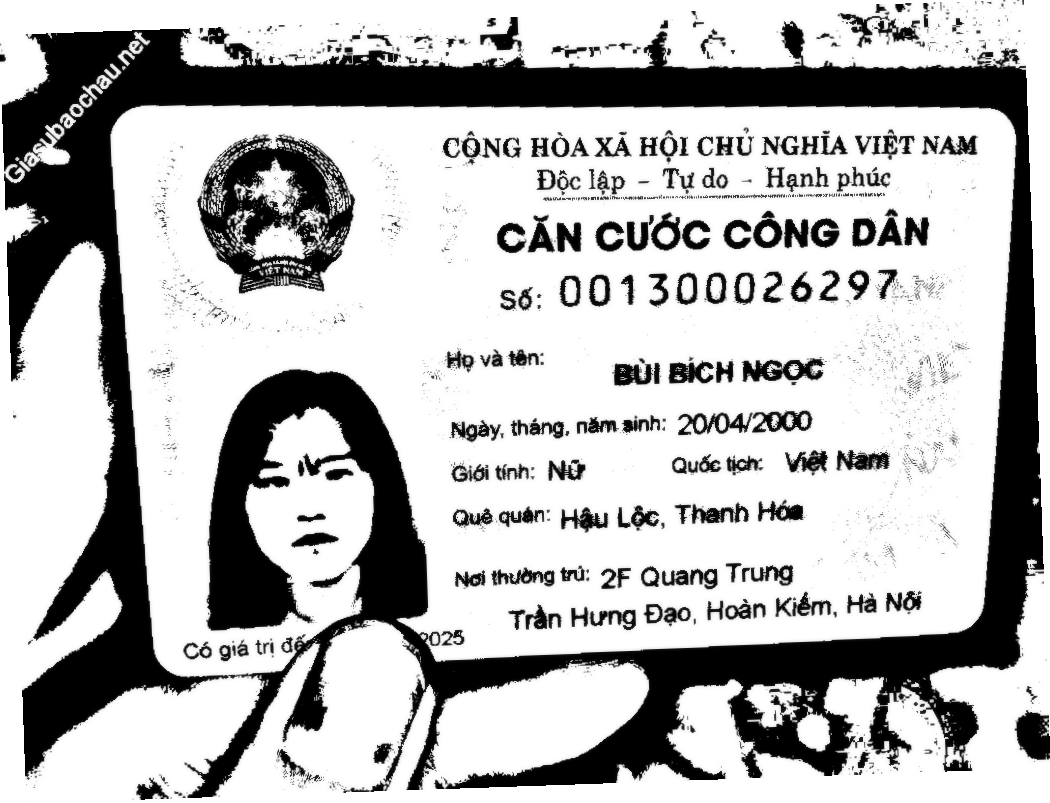 Giasubaochau.net
CỘNG HÒA XÃ HỘI CHỦ NGHĨA VIỆT NAM
Độc lập - Tự do - Hạnh phúc
VIỆT NAM
CĂN CƯỚC CÔNG DÂN
Số: 001300026297
Họ và tên: BÙI BÍCH NGỌC
Ngày, tháng, năm sinh: 20/04/2000
Giới tính: Nữ Quốc tịch: Việt Nam
Quê quán: Hậu Lộc, Thanh Hóa
Nơi thường trú: 2F Quang Trung
Trần Hưng Đạo, Hoàn Kiếm, Hà Nội
Có giá trị đế 2025